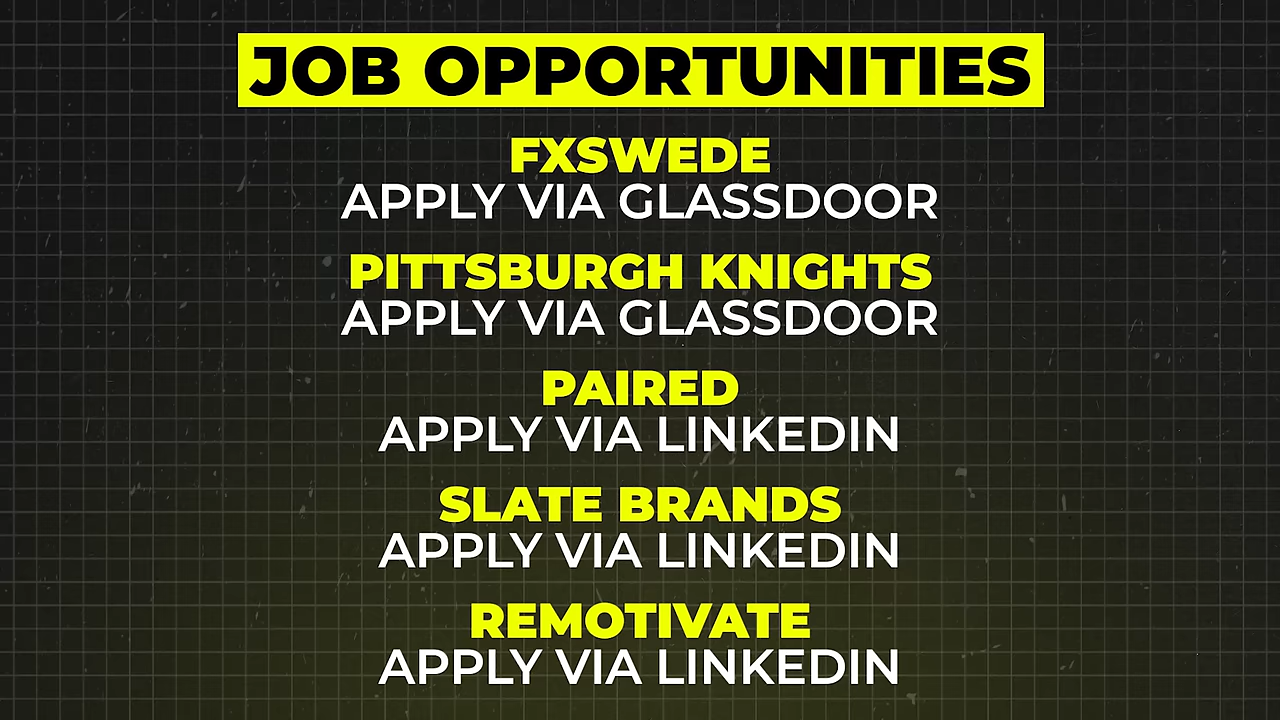 JOB OPPORTUNITIES
FXSWEDE
APPLY VIA GLASSDOOR
PITTSBURGH KNIGHTS
APPLY VIA GLASSDOOR
PAIRED
APPLY VIA LINKEDIN
SLATE BRANDS
APPLY VIA LINKEDIN
REMOTIVATE
APPLY VIA LINKEDIN